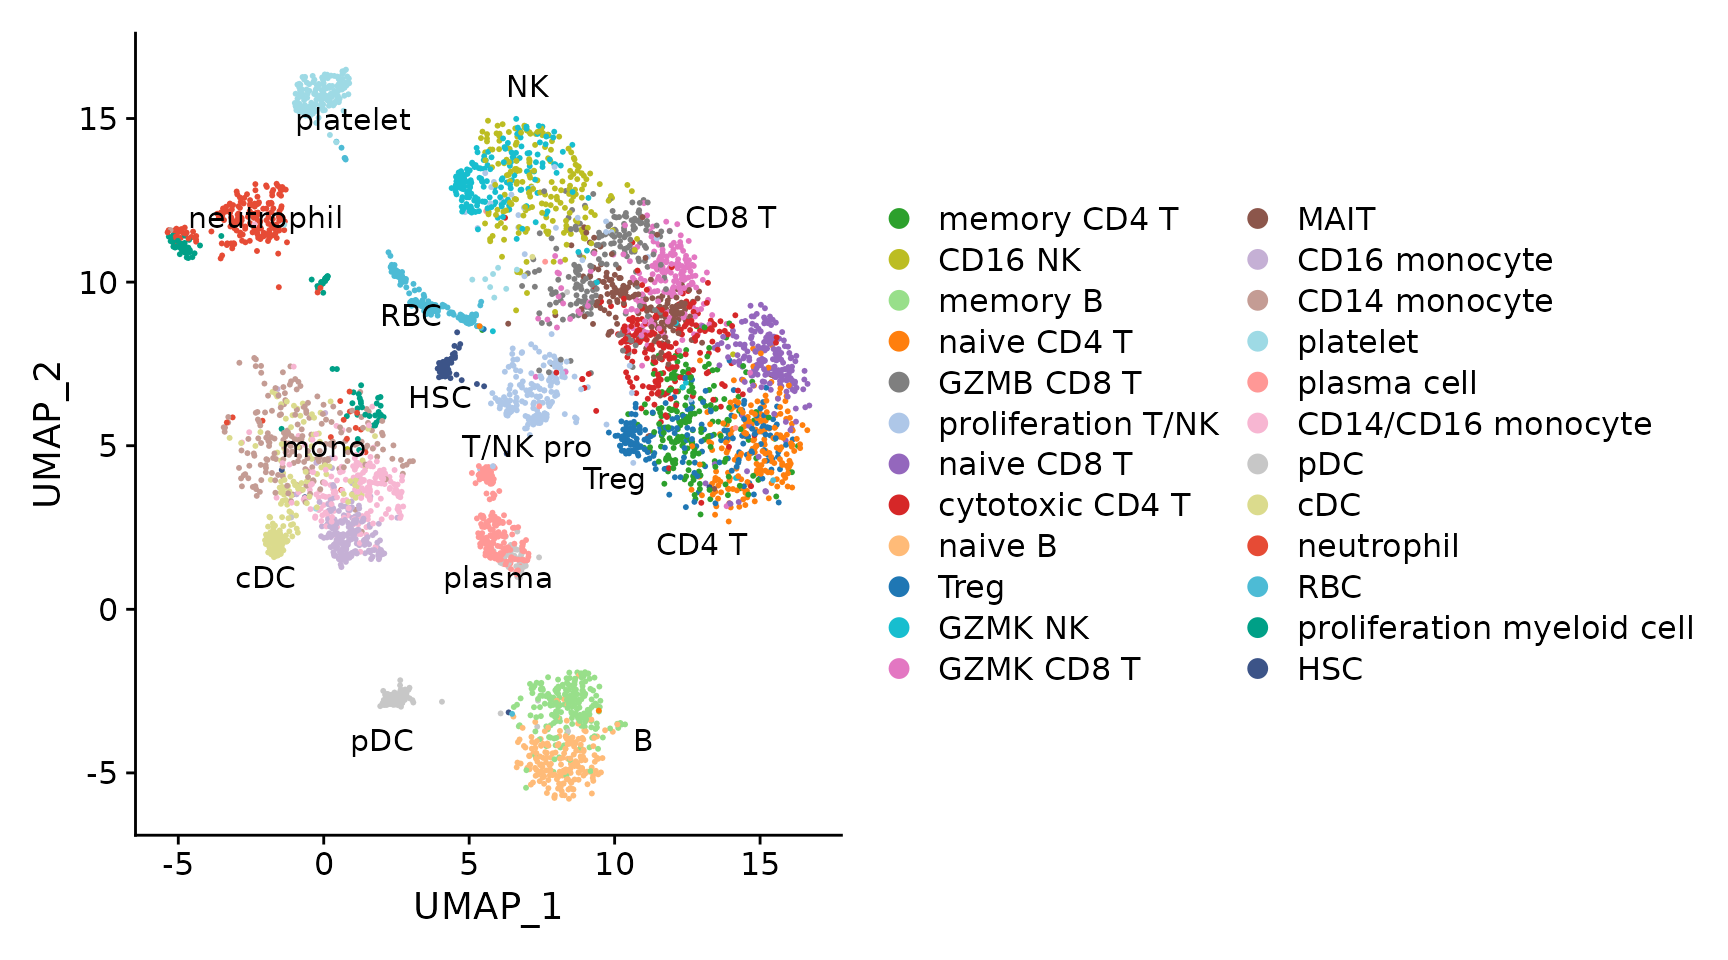 NK
platelet
neutrophil
CD8 T
RBC
HSC
mono
T/NK pro
Treg
CD4 T
cDC
plasma
pDC
B
15
10
5
0
-5
UMAP_2
-5
0
5
10
15
UMAP_1
memory CD4 T
CD16 NK
memory B
naive CD4 T
GZMB CD8 T
proliferation T/NK
naive CD8 T
cytotoxic CD4 T
naive B
Treg
GZMK NK
GZMK CD8 T
MAIT
CD16 monocyte
CD14 monocyte
platelet
plasma cell
CD14/CD16 monocyte
pDC
cDC
neutrophil
RBC
proliferation myeloid cell
HSC